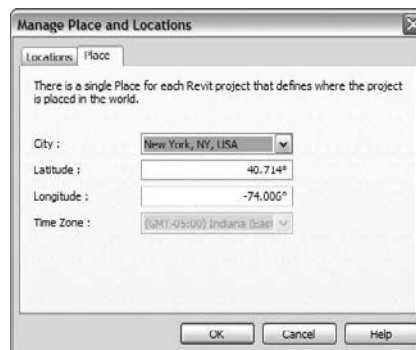 Manage Place and Locations
Locations Place
There is a single Place for each Revit project that defines where the project
is placed in the world.
City : New York, NY, USA
Latitude : 40.714°
Longitude : -74.006°
Time Zone : (GMT-05:00) Indiana (East
OK Cancel Help